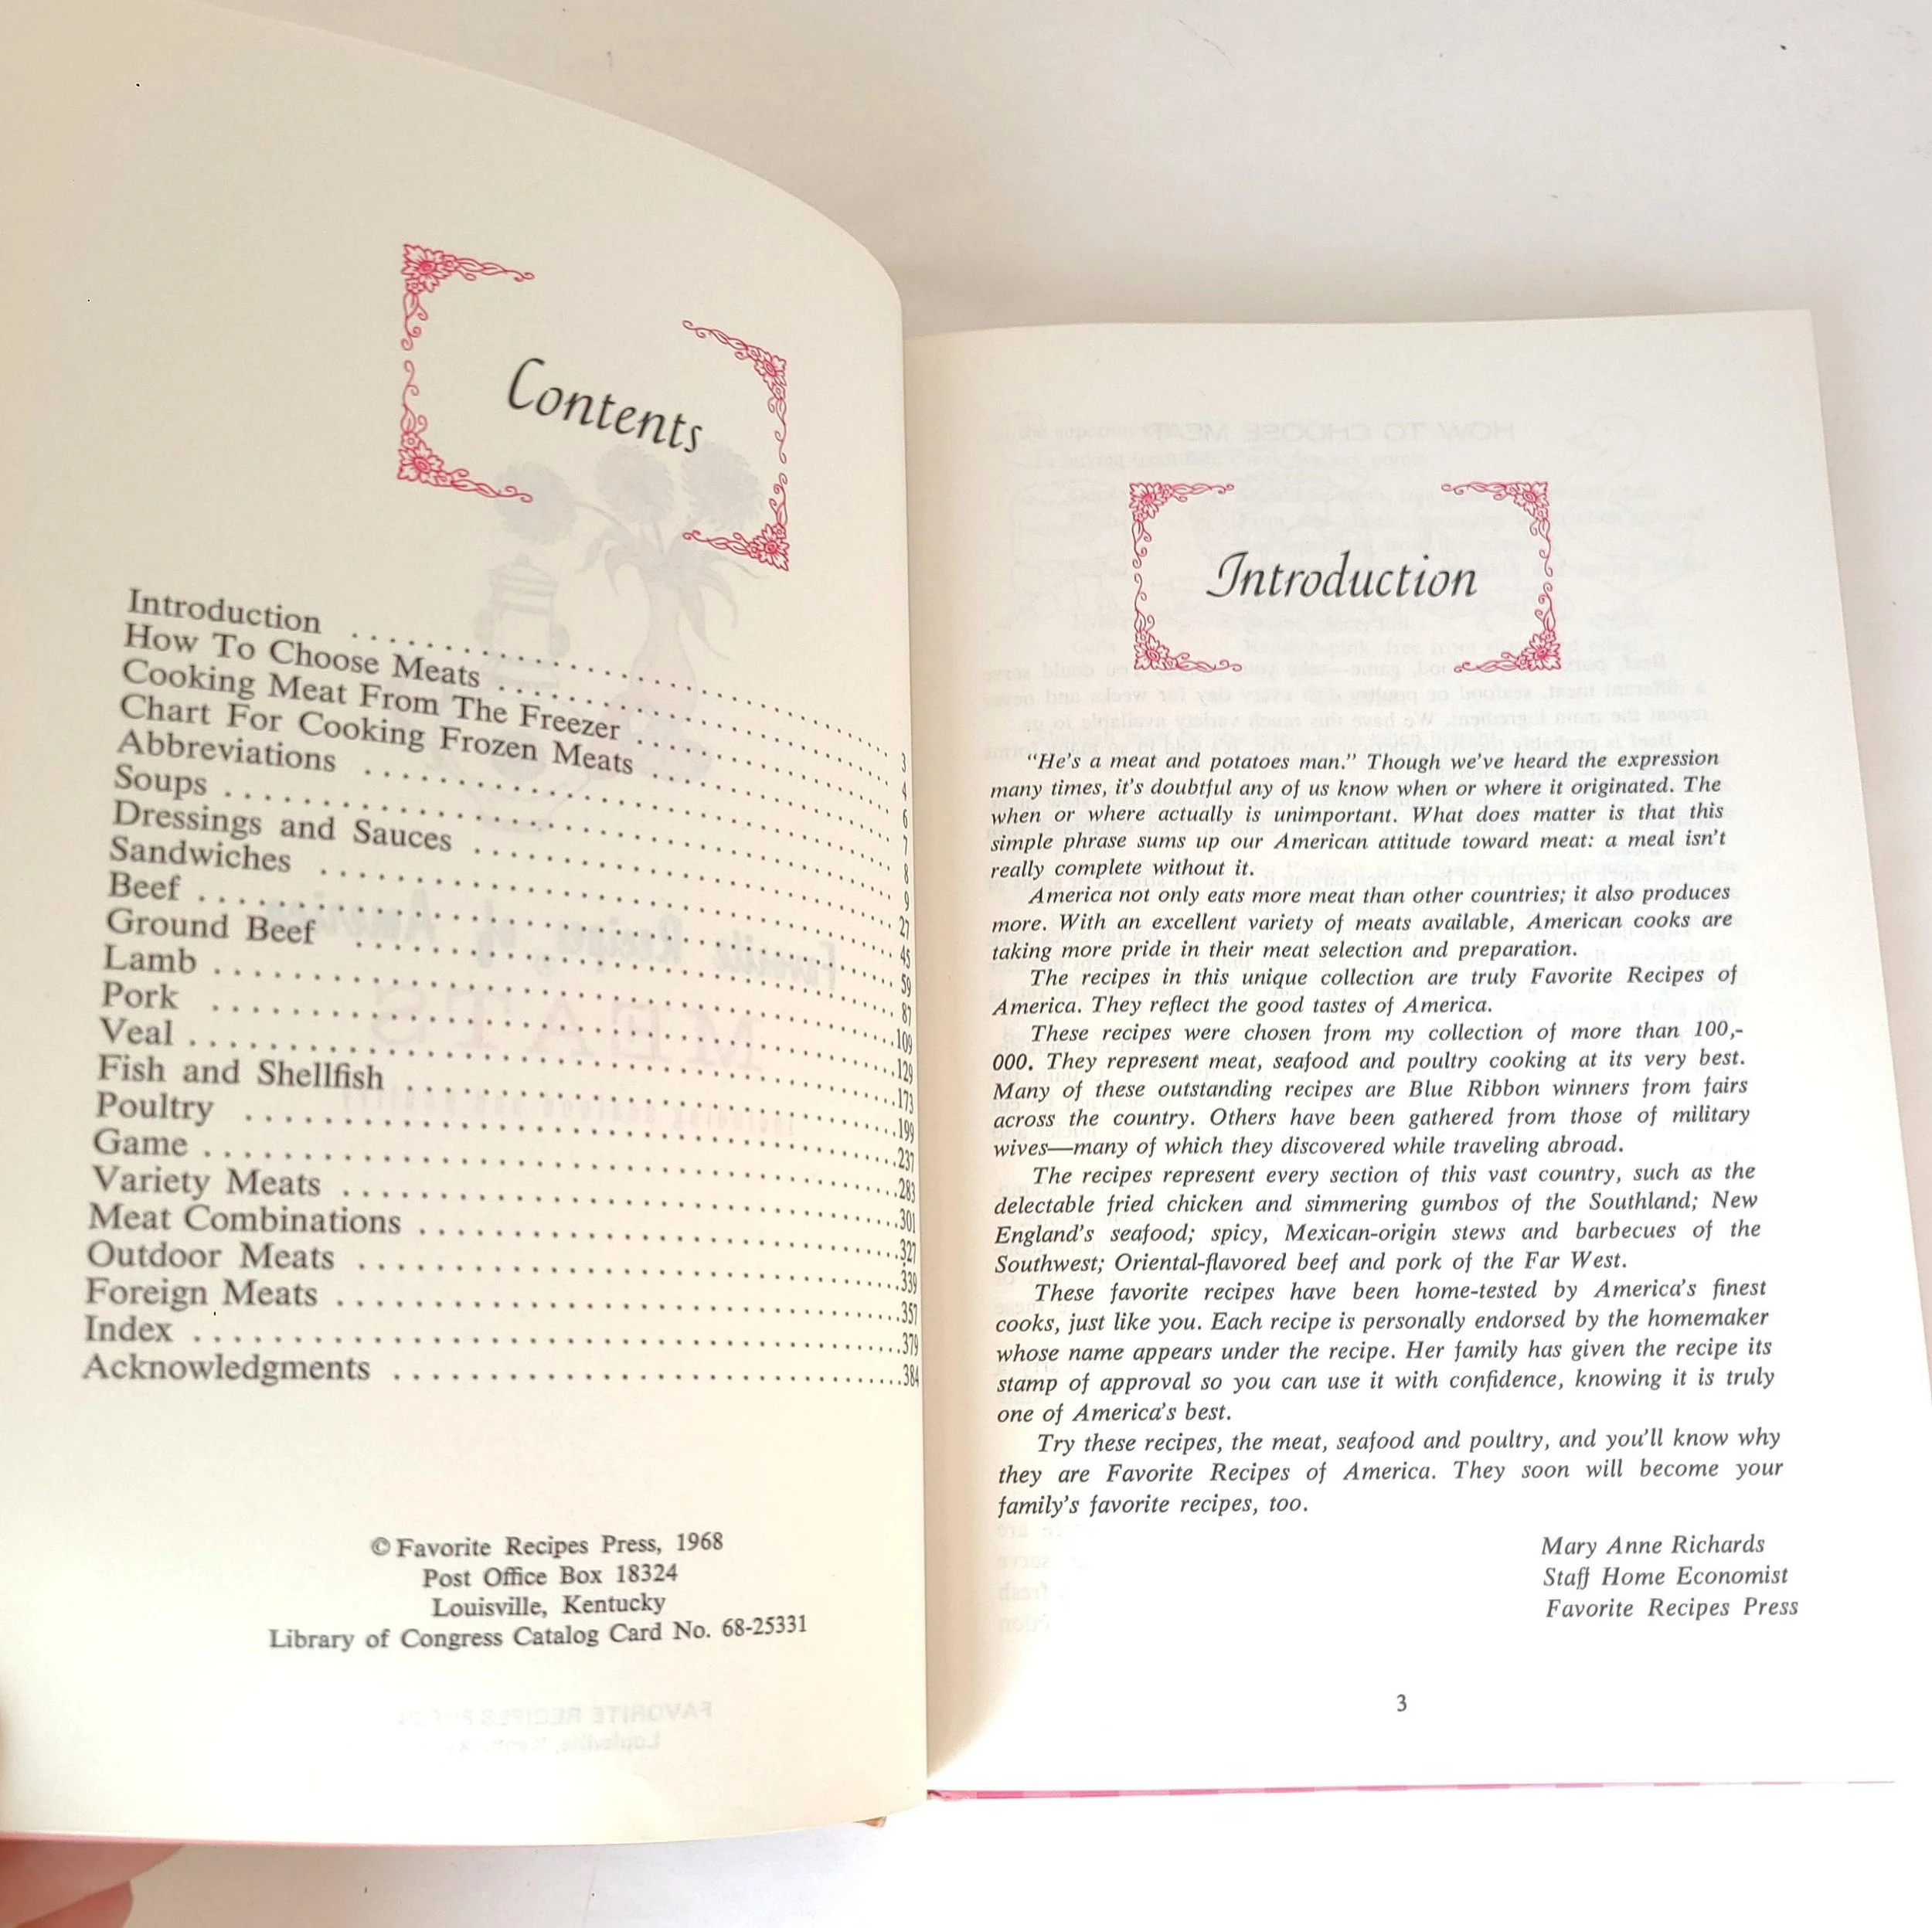 Contents
Introduction .......... 3
How To Choose Meats .......... 4
Cooking Meat From The Freezer .......... 6
Chart For Cooking Frozen Meats .......... 7
Abbreviations .......... 8
Soups .......... 9
Dressings and Sauces .......... 27
Sandwiches .......... 45
Beef .......... 59
Ground Beef .......... 87
Lamb .......... 109
Pork .......... 129
Veal .......... 173
Fish and Shellfish .......... 199
Poultry .......... 237
Game .......... 283
Variety Meats .......... 301
Meat Combinations .......... 327
Outdoor Meats .......... 339
Foreign Meats .......... 357
Index .......... 379
Acknowledgments .......... 384
© Favorite Recipes Press, 1968
Post Office Box 18324
Louisville, Kentucky
Library of Congress Catalog Card No. 68-25331
Introduction
“He’s a meat and potatoes man.” Though we’ve heard the expression
many times, it’s doubtful any of us know when or where it originated. The
when or where actually is unimportant. What does matter is that this
simple phrase sums up our American attitude toward meat: a meal isn’t
really complete without it.
America not only eats more meat than other countries; it also produces
more. With an excellent variety of meats available, American cooks are
taking more pride in their meat selection and preparation.
The recipes in this unique collection are truly Favorite Recipes of
America. They reflect the good tastes of America.
These recipes were chosen from my collection of more than 100,-
000. They represent meat, seafood and poultry cooking at its very best.
Many of these outstanding recipes are Blue Ribbon winners from fairs
across the country. Others have been gathered from those of military
wives—many of which they discovered while traveling abroad.
The recipes represent every section of this vast country, such as the
delectable fried chicken and simmering gumbos of the Southland; New
England’s seafood; spicy, Mexican-origin stews and barbecues of the
Southwest; Oriental-flavored beef and pork of the Far West.
These favorite recipes have been home-tested by America’s finest
cooks, just like you. Each recipe is personally endorsed by the homemaker
whose name appears under the recipe. Her family has given the recipe its
stamp of approval so you can use it with confidence, knowing it is truly
one of America’s best.
Try these recipes, the meat, seafood and poultry, and you’ll know why
they are Favorite Recipes of America. They soon will become your
family’s favorite recipes, too.
Mary Anne Richards
Staff Home Economist
Favorite Recipes Press
3